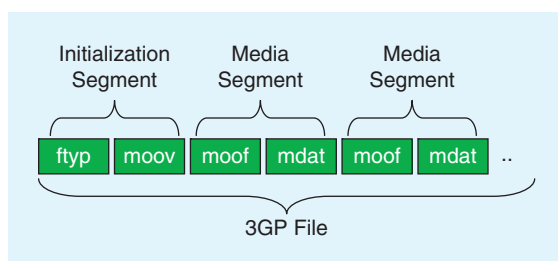 Initialization Segment
Media Segment
Media Segment
ftyp moov moof mdat moof mdat ..
3GP File